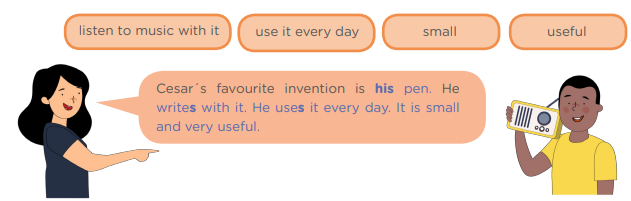 listen to music with it
use it every day
small
useful
Cesar´s favourite invention is his pen. He
writes with it. He uses it every day. It is small
and very useful.